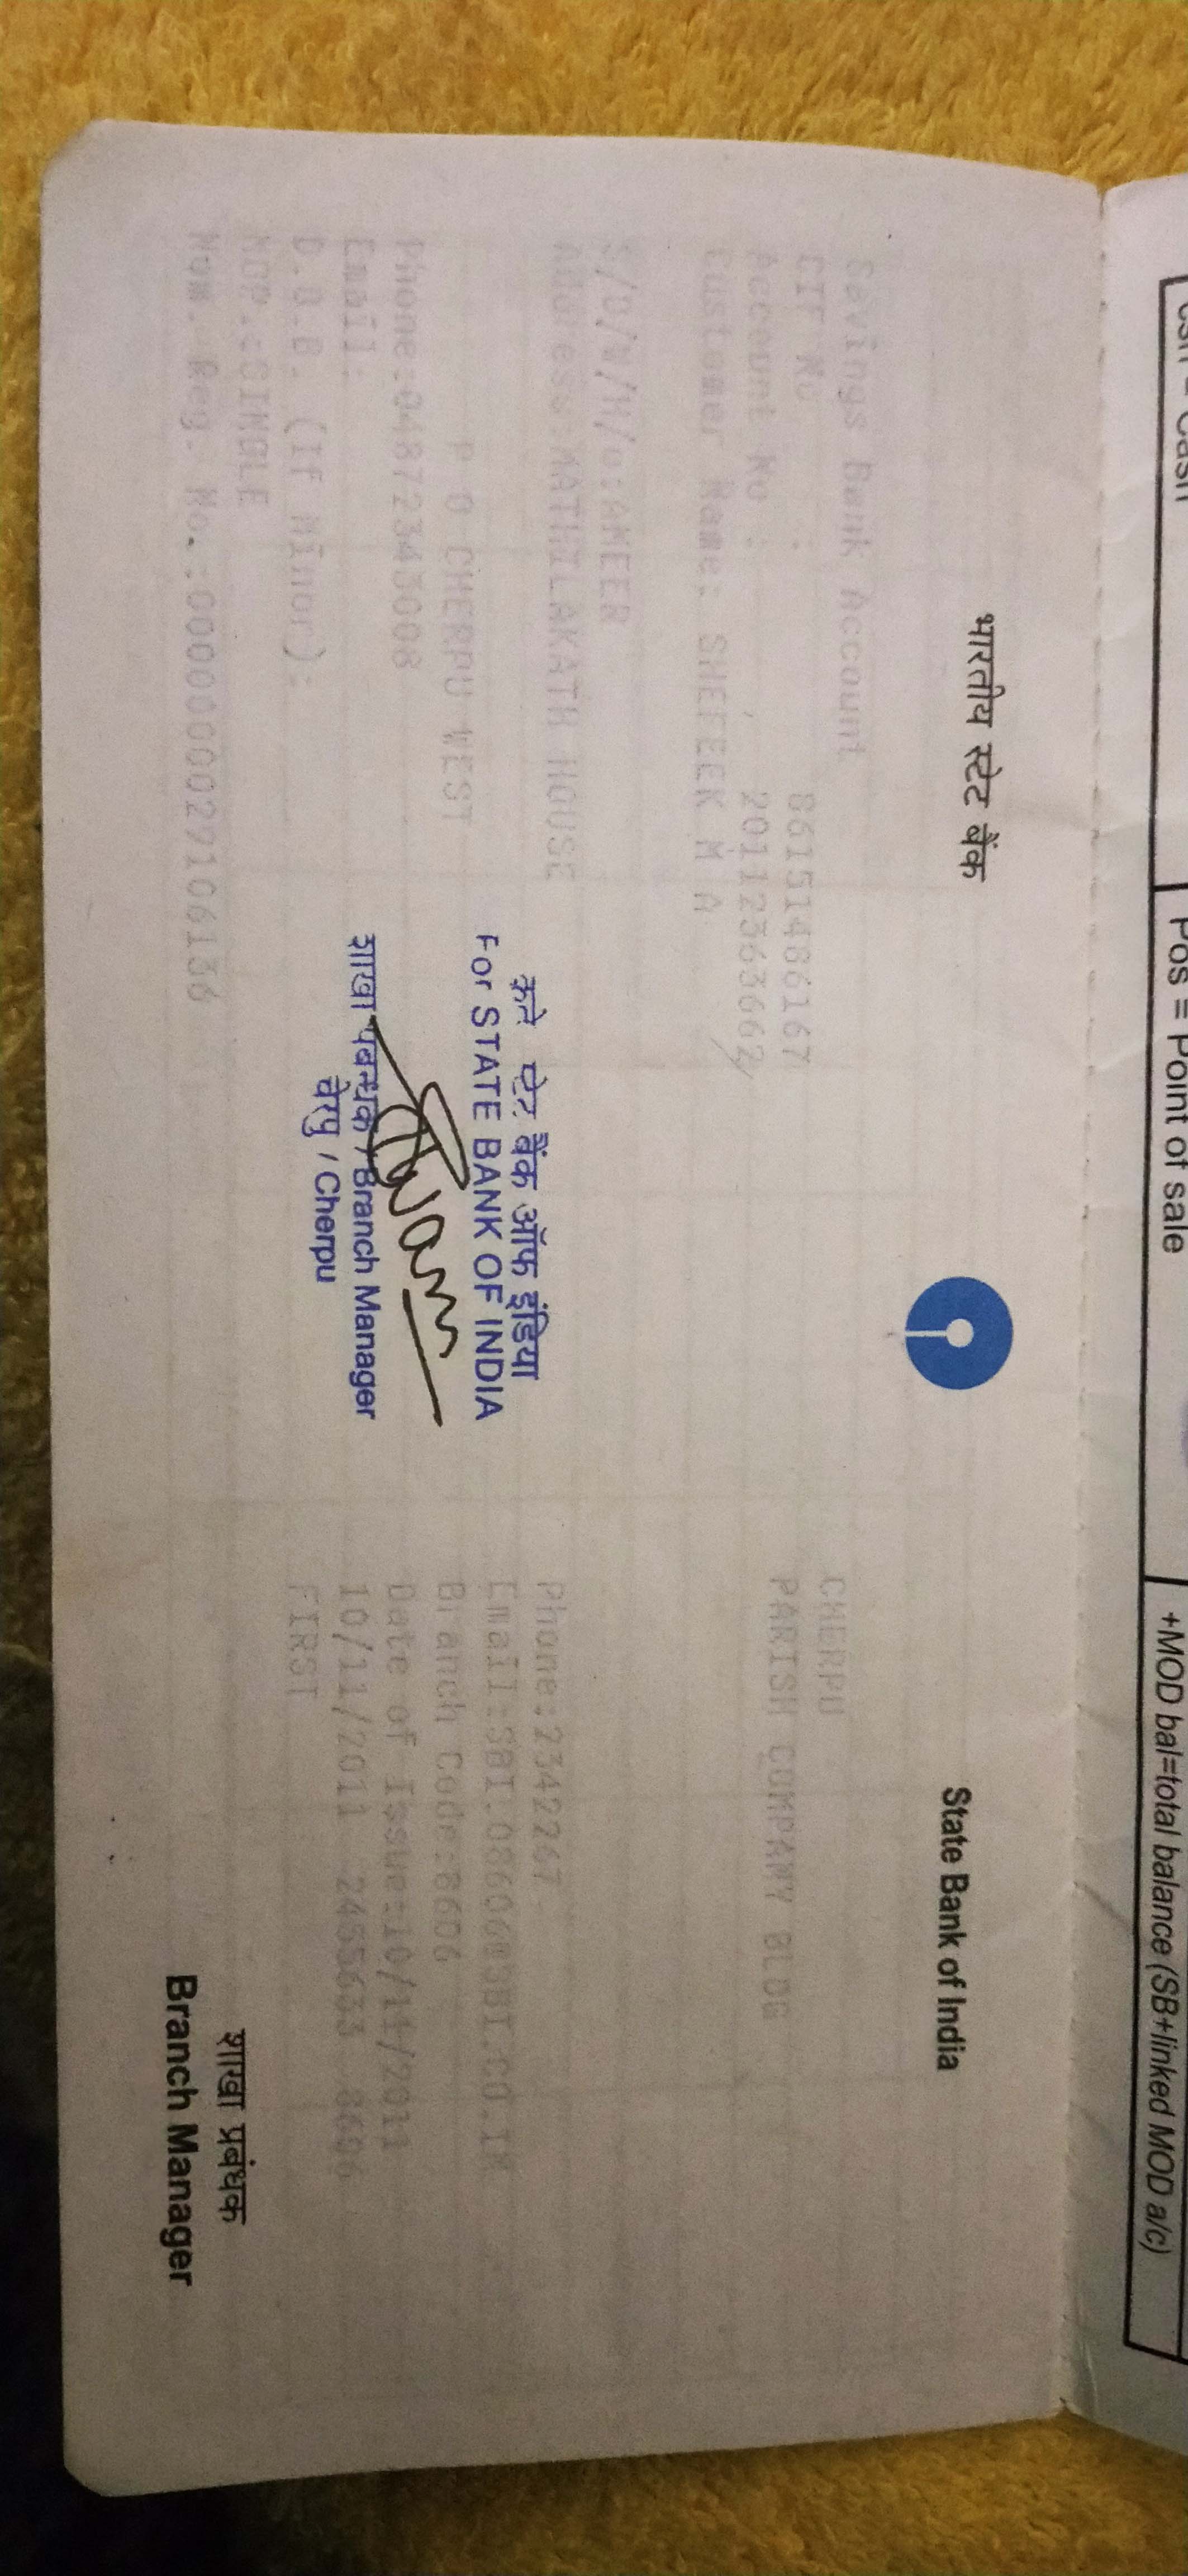 csh = Cash
Pos = Point of sale
+MOD bal=total balance (SB+linked MOD a/c)
भारतीय स्टेट बैंक
State Bank of India
Savings Bank Account
CIF No : 86151486167
Account No : 20112363662
Customer Name: SHEFEEK M A
S/D/W/H/o:AMEER
Address:MATHILAKATH HOUSE
P O CHERPU WEST
Phone:04872343008
Email:
D.O.B. (If Minor):
MOP.:SINGLE
Nom. Reg. No.:0000000029106136
CHERPU
PARISH COMPANY BLDG
Phone:2342267
Email:SBI.08606@SBI.CO.IN
Branch Code:8606
Date of Issue:10/11/2011
10/11/2011 2455633 8606
FIRST
बैंक ऑफ इंडिया
For STATE BANK OF INDIA
शाखा पबन्धक / Branch Manager
चेरपु / Cherpu
शाखा प्रबंधक
Branch Manager